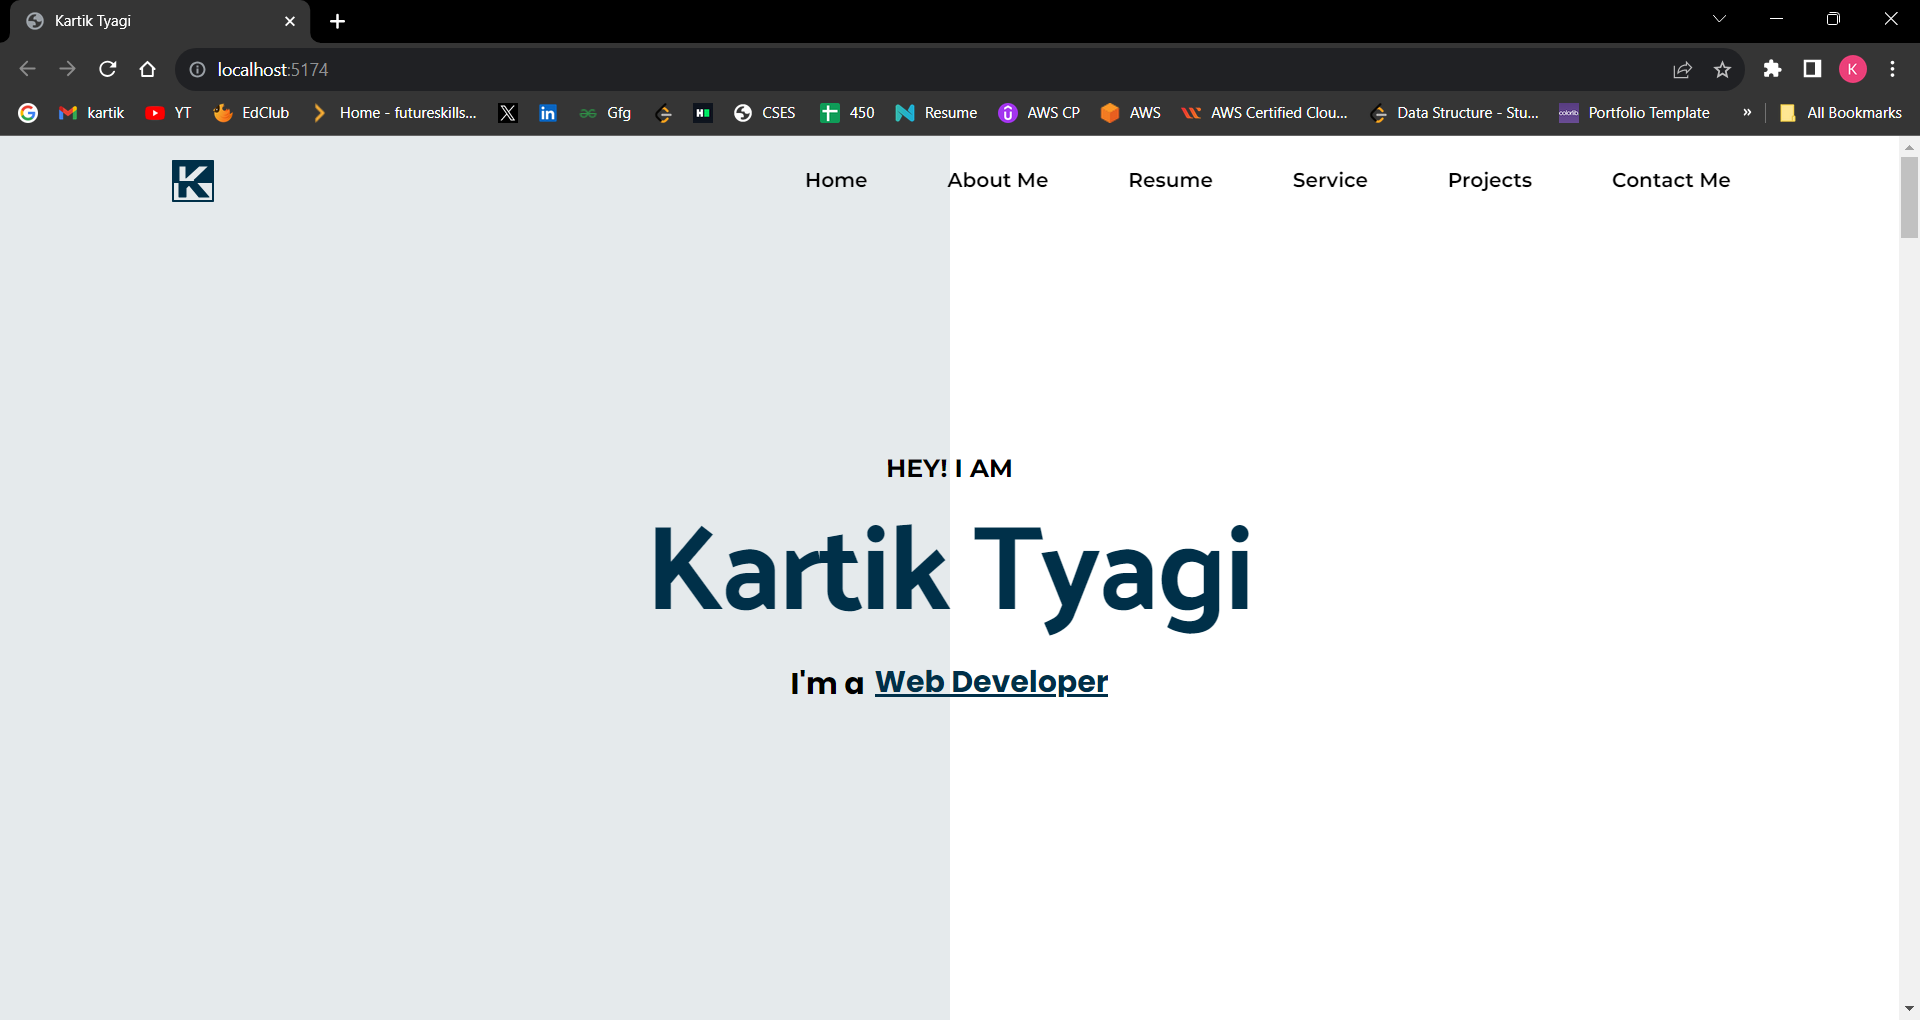 Kartik Tyagi
localhost:5174
K
kartik YT EdClub Home - futureskills... Gfg CSES 450 Resume AWS CP AWS AWS Certified Clou... Data Structure - Stu... Portfolio Template » All Bookmarks
K Home About Me Resume Service Projects Contact Me
HEY! I AM
Kartik Tyagi
I'm a Web Developer